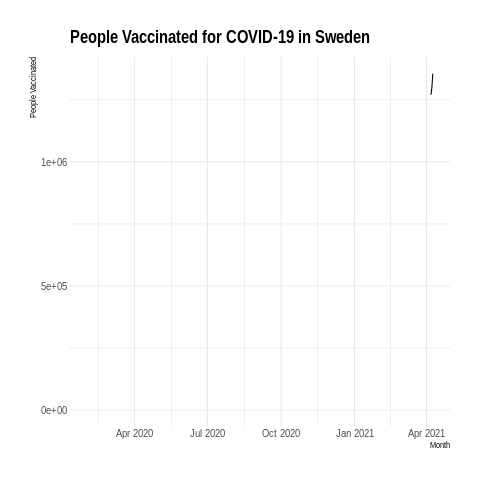 People Vaccinated for COVID-19 in Sweden
People Vaccinated
1e+06
5e+05
0e+00
Apr 2020 Jul 2020 Oct 2020 Jan 2021 Apr 2021
Month